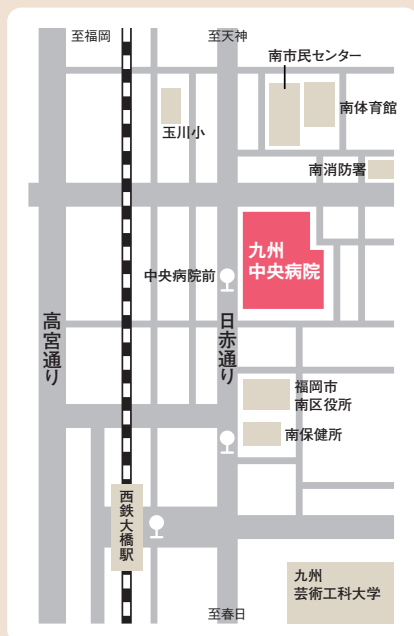 至福岡
至天神
南市民センター
南体育館
玉川小
南消防署
九州
中央病院
中央病院前
高宮通り
日赤通り
福岡市
南区役所
南保健所
西鉄大橋駅
九州
芸術工科大学
至春日